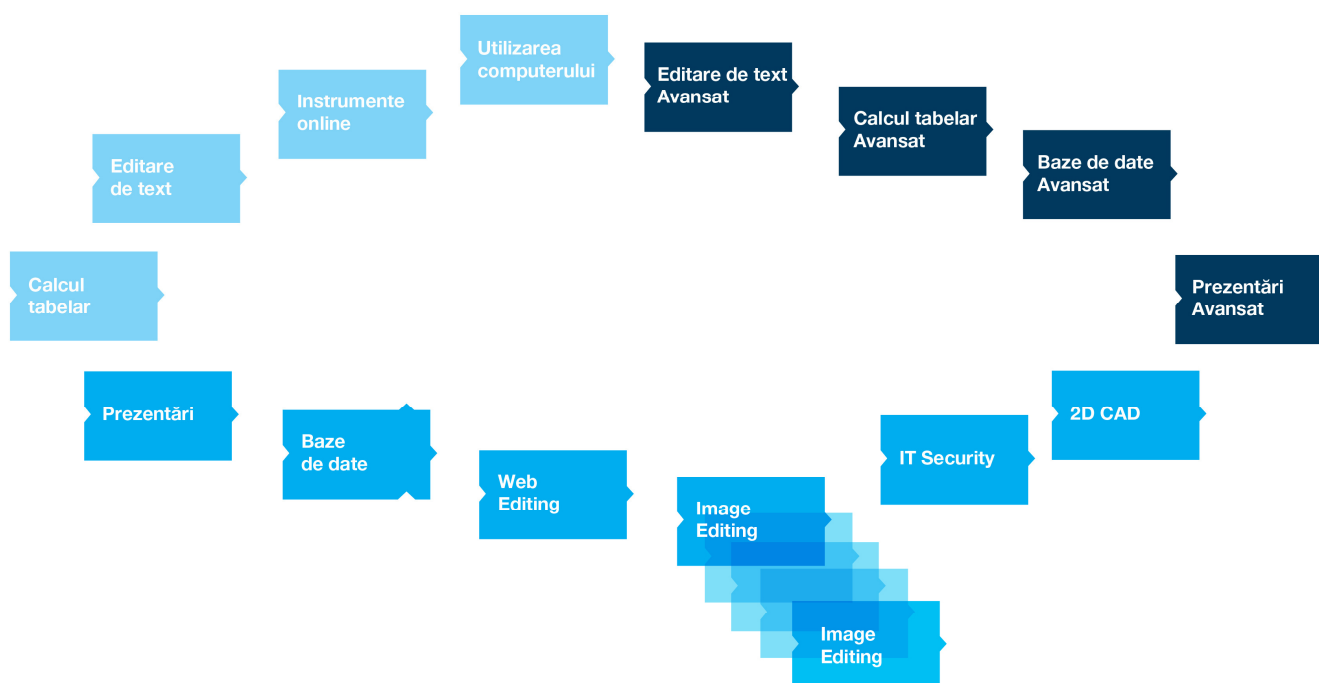 Utilizarea
computerului
Editare de text
Avansat
Instrumente
online
Calcul tabelar
Avansat
Editare
de text
Baze de date
Avansat
Calcul
tabelar
Prezentări
Avansat
Prezentări
Baze
de date
Web
Editing
Image
Editing
IT Security
2D CAD
Image
Editing